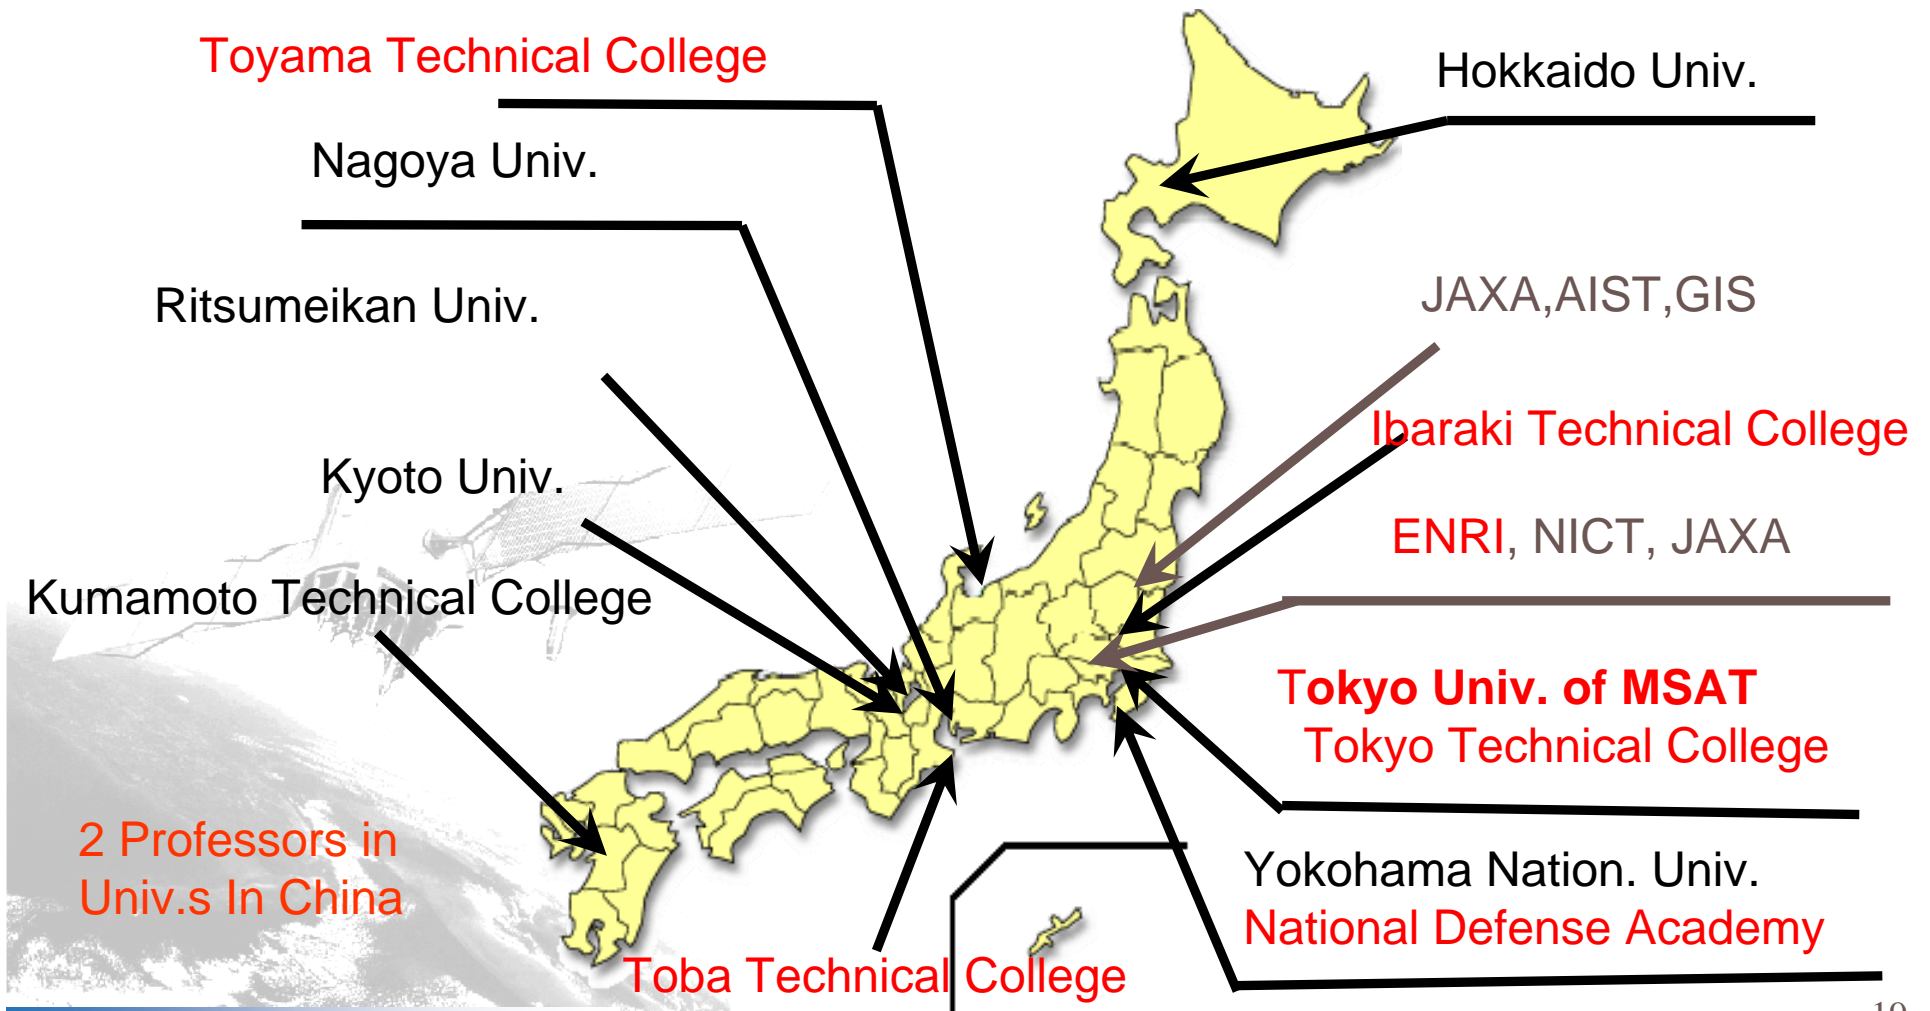 Toyama Technical College
Hokkaido Univ.
Nagoya Univ.
Ritsumeikan Univ.
JAXA,AIST,GIS
Ibaraki Technical College
Kyoto Univ.
ENRI, NICT, JAXA
Kumamoto Technical College
Tokyo Univ. of MSAT
Tokyo Technical College
2 Professors in
Univ.s In China
Yokohama Nation. Univ.
National Defense Academy
Toba Technical College